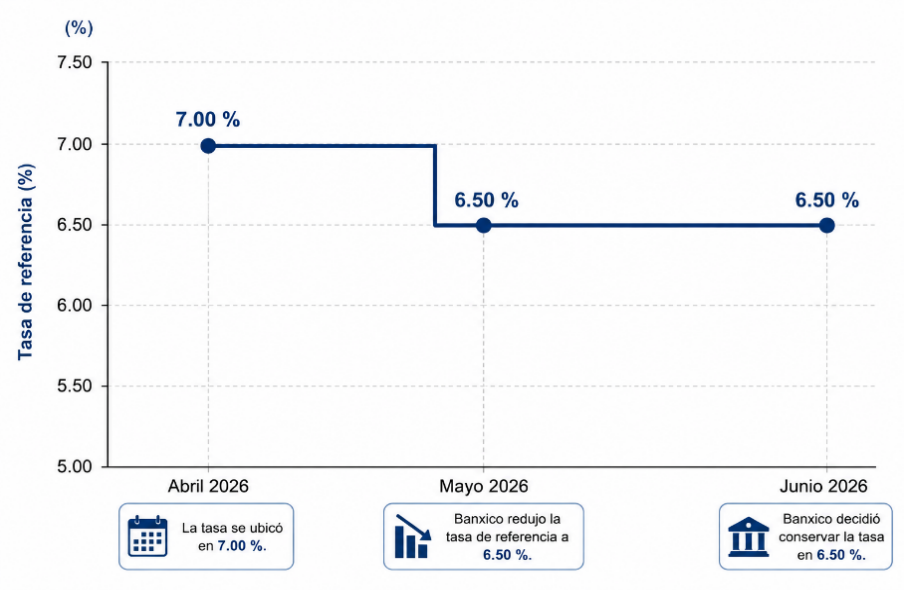 (%)
7.50
7.00
6.50
6.00
5.50
5.00
Tasa de referencia (%)
7.00 %
6.50 %
6.50 %
Abril 2026
Mayo 2026
Junio 2026
La tasa se ubicó
en 7.00 %.
Banxico redujo la
tasa de referencia a
6.50 %.
Banxico decidió
conservar la tasa
en 6.50 %.